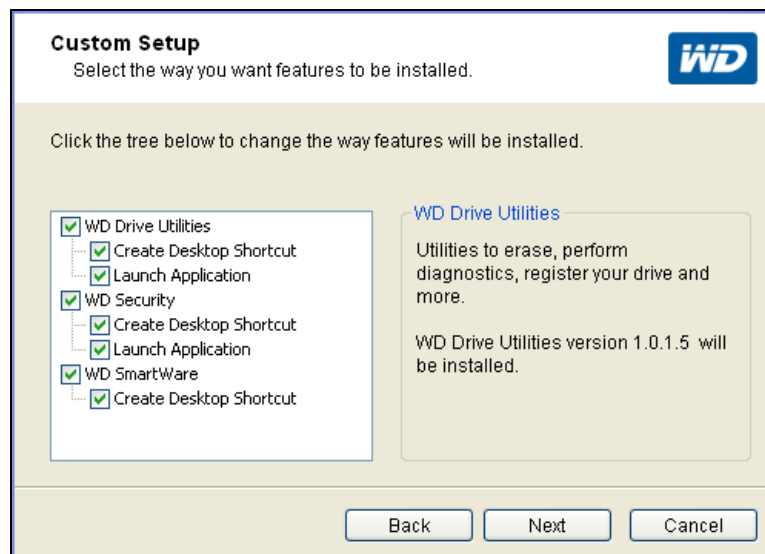 Custom Setup
Select the way you want features to be installed.
WD
Click the tree below to change the way features will be installed.
WD Drive Utilities
Create Desktop Shortcut
Launch Application
WD Security
Create Desktop Shortcut
Launch Application
WD SmartWare
Create Desktop Shortcut
WD Drive Utilities
Utilities to erase, perform
diagnostics, register your drive and
more.
WD Drive Utilities version 1.0.1.5 will
be installed.
Back
Next
Cancel